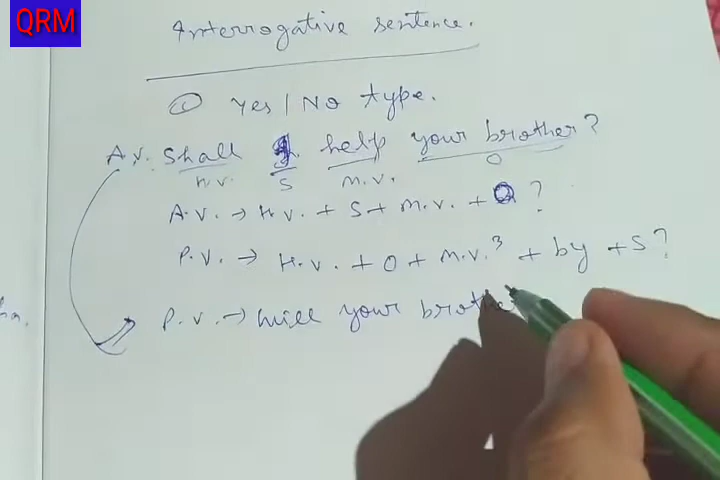 QRM
Interrogative sentence.
① Yes / No type.
A.V. Shall I help your brother?
H.V. S M.V. O
A.V. → H.V. + S + M.V. + O ?
P.V. → H.V. + O + M.V.³ + by + S ?
P.V. → Will your brothe